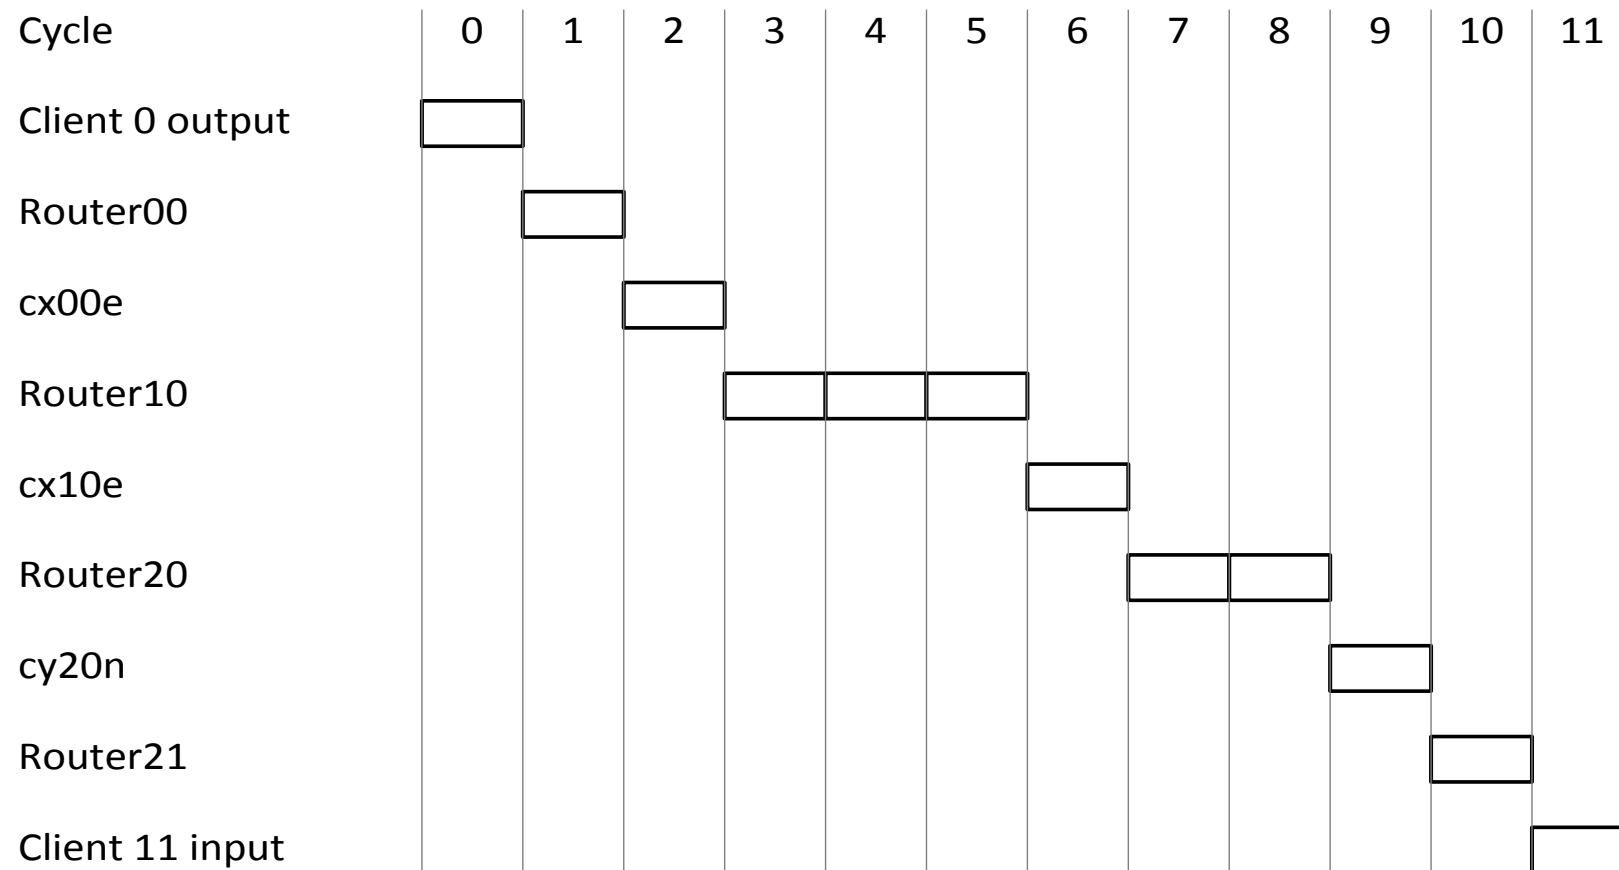 Cycle 0 1 2 3 4 5 6 7 8 9 10 11
Client 0 output
Router00
cx00e
Router10
cx10e
Router20
cy20n
Router21
Client 11 input